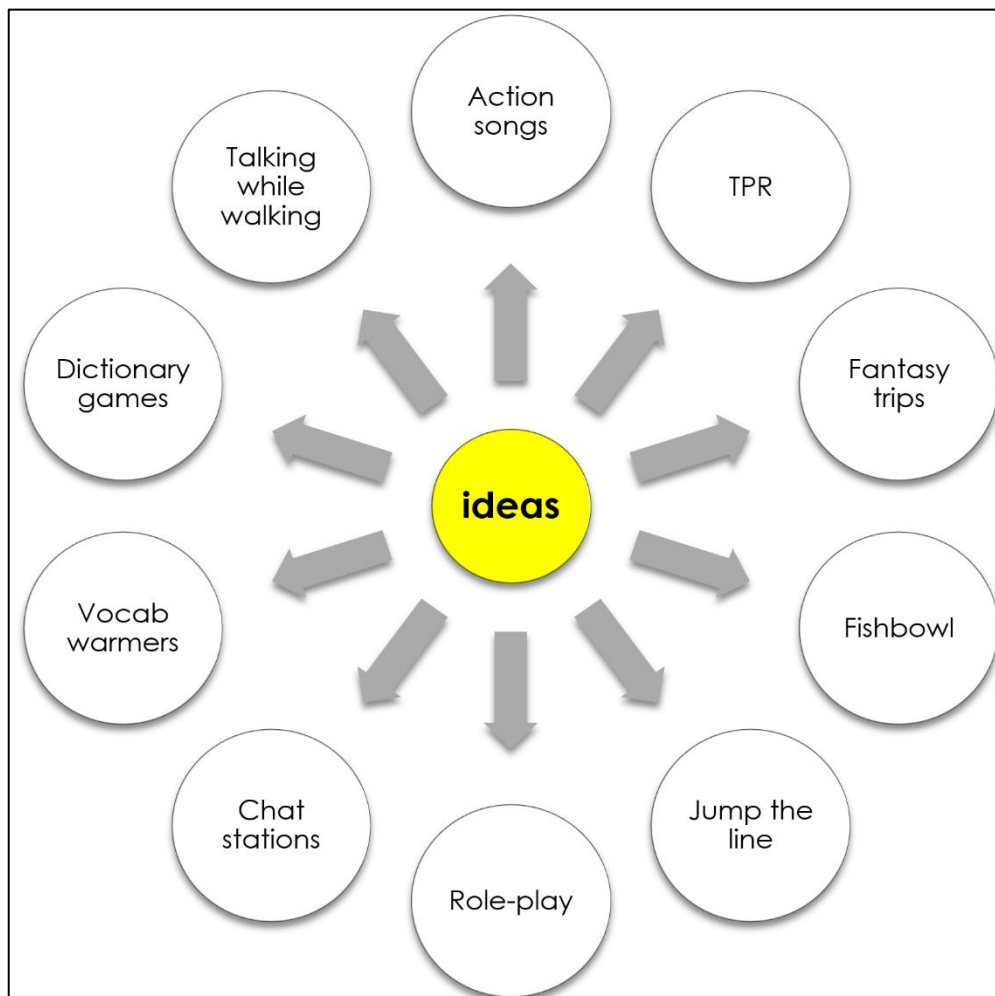 Action
songs
TPR
Fantasy
trips
Fishbowl
Jump the
line
Role-play
Chat
stations
Vocab
warmers
Dictionary
games
Talking
while
walking
ideas